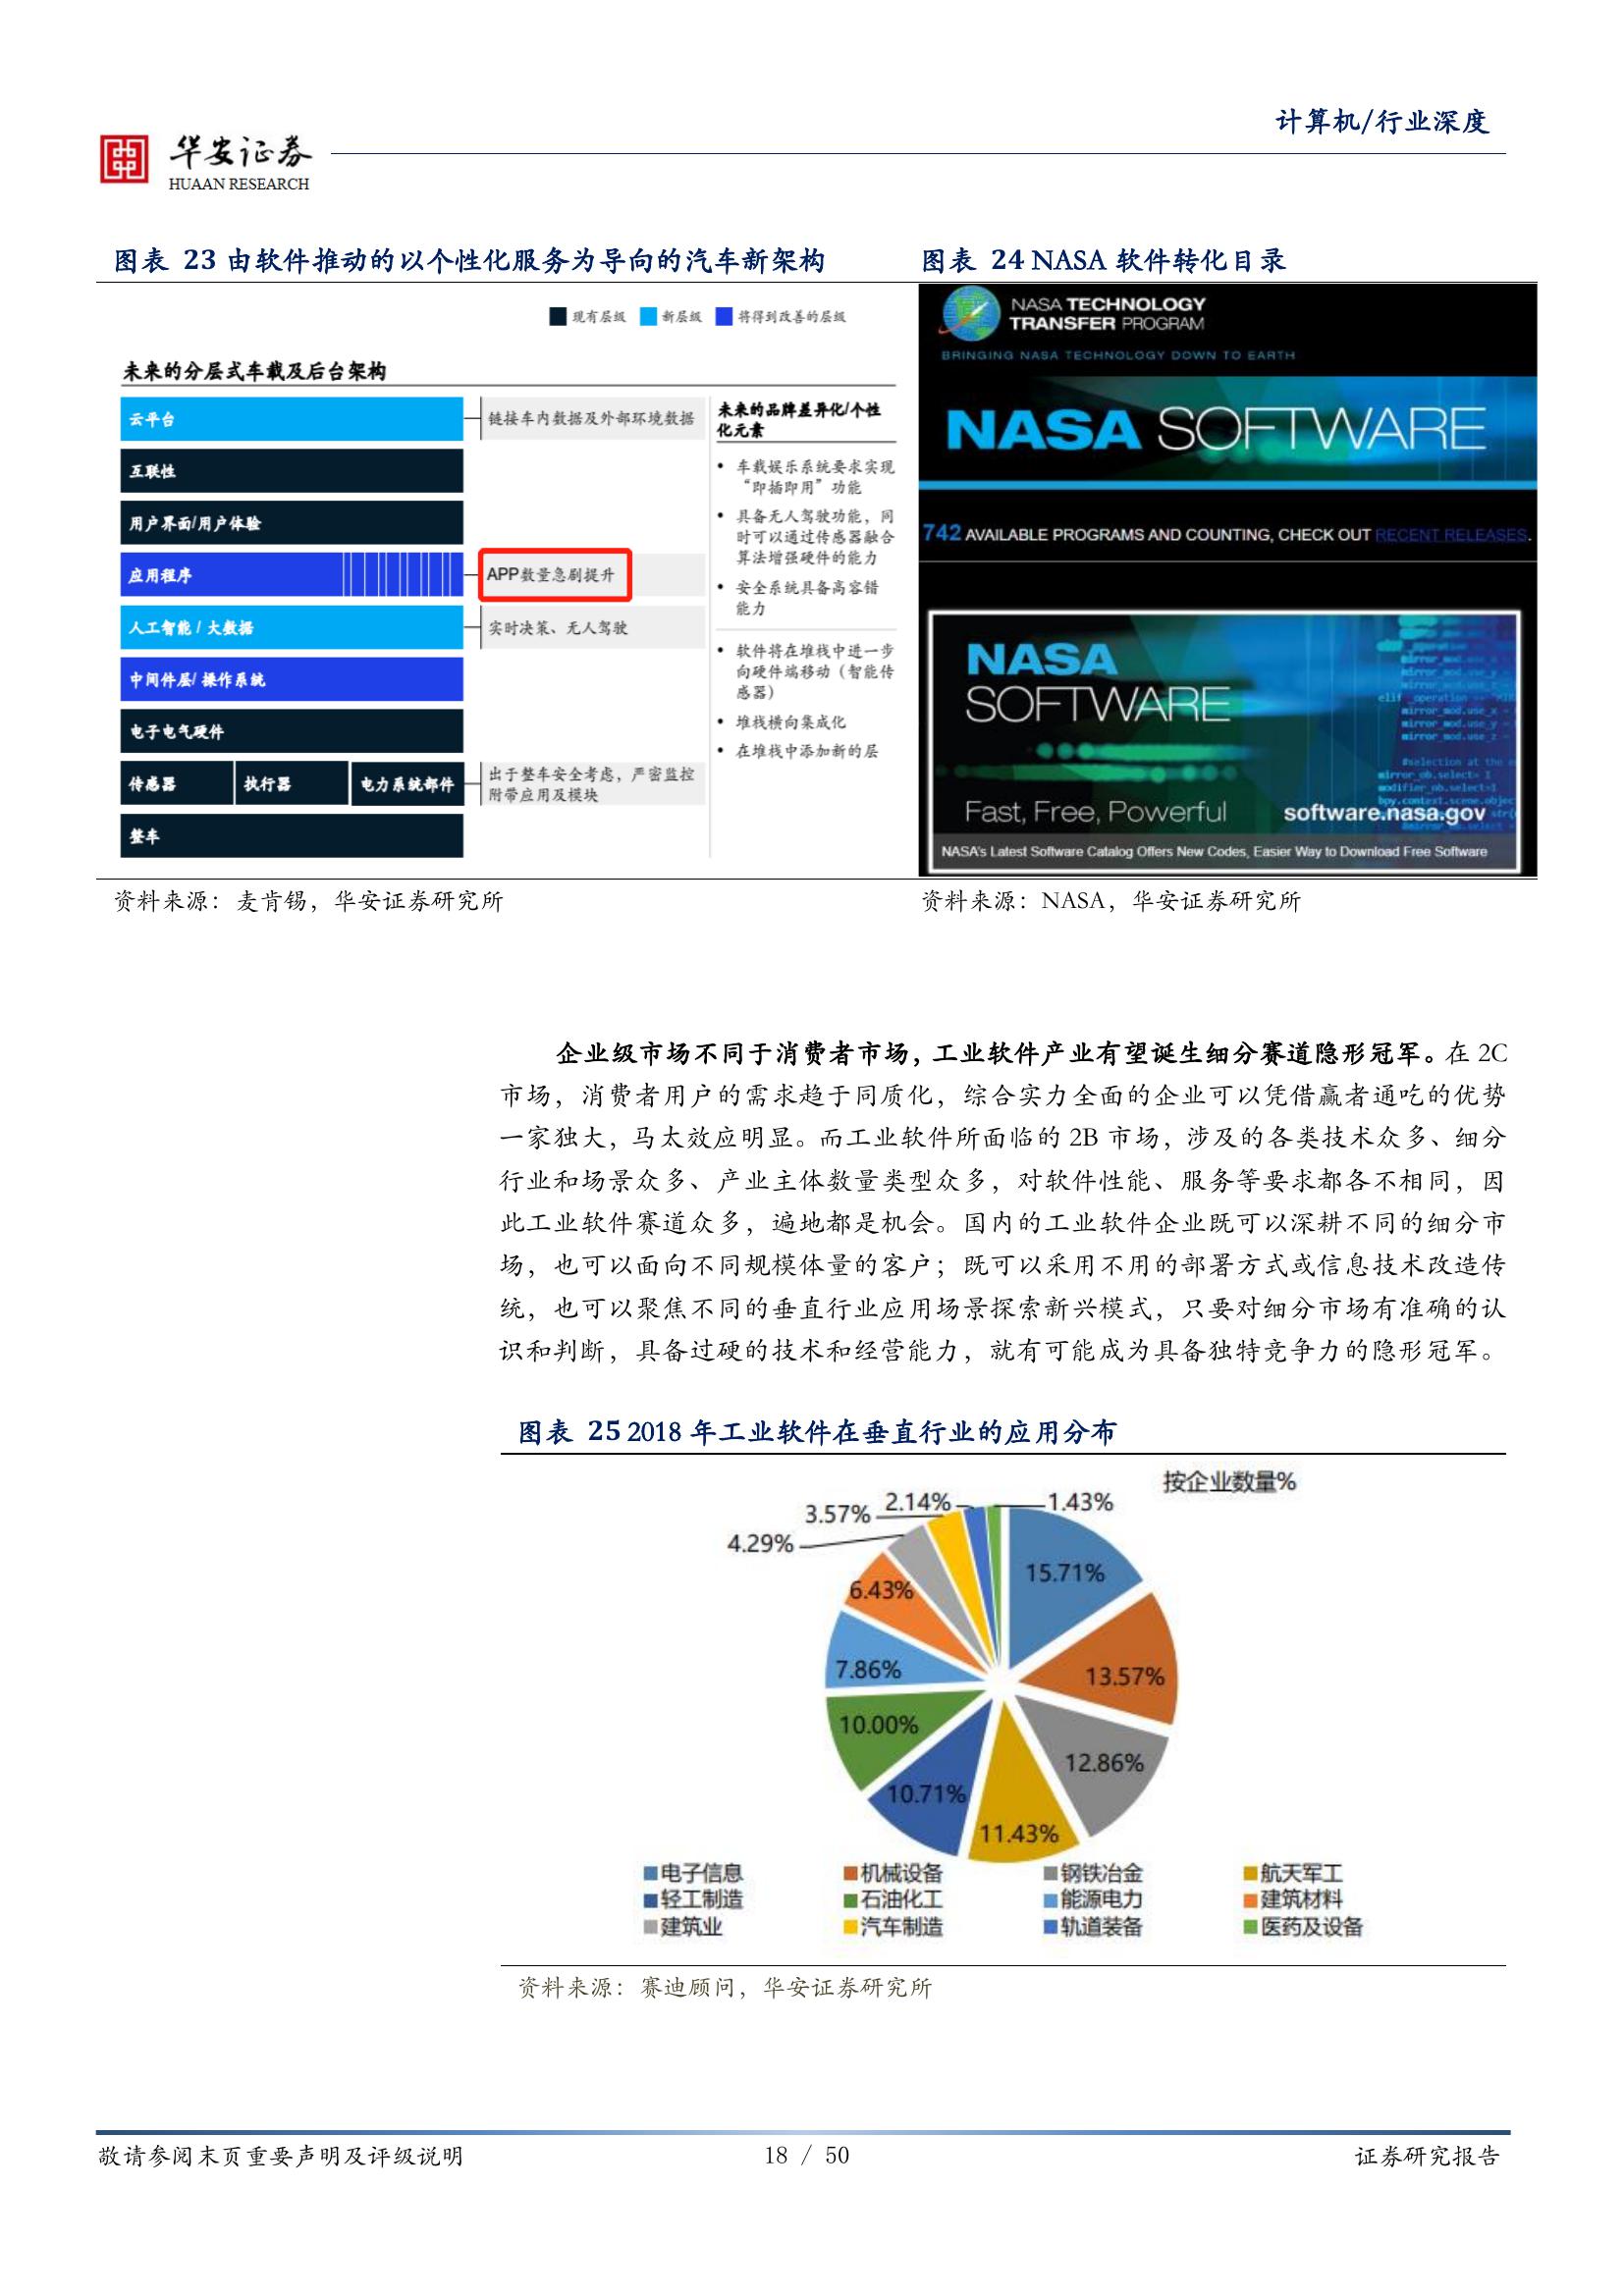 计算机/行业深度
华安证券
HUAAN RESEARCH
图表 23 由软件推动的以个性化服务为导向的汽车新架构
现有层级 新层级 将得到改善的层级
未来的分层式车载及后台架构
云平台
链接车内数据及外部环境数据
互联性
用户界面/用户体验
应用程序
APP数量急剧提升
人工智能 / 大数据
实时决策、无人驾驶
中间件层/ 操作系统
电子电气硬件
传感器 执行器 电力系统部件
出于整车安全考虑，严密监控
附带应用及模块
整车
未来的品牌差异化/个性
化元素
• 车载娱乐系统要求实现
“即插即用”功能
• 具备无人驾驶功能，同
时可以通过传感器融合
算法增强硬件的能力
• 安全系统具备高容错
能力
• 软件将在堆栈中进一步
向硬件端移动（智能传
感器）
• 堆栈横向集成化
• 在堆栈中添加新的层
资料来源：麦肯锡，华安证券研究所
图表 24 NASA 软件转化目录
NASA TECHNOLOGY
TRANSFER PROGRAM
BRINGING NASA TECHNOLOGY DOWN TO EARTH
NASA SOFTWARE
742 AVAILABLE PROGRAMS AND COUNTING, CHECK OUT RECENT RELEASES.
NASA
SOFTWARE
Fast, Free, Powerful
software.nasa.gov
NASA's Latest Software Catalog Offers New Codes, Easier Way to Download Free Software
资料来源：NASA，华安证券研究所
企业级市场不同于消费者市场，工业软件产业有望诞生细分赛道隐形冠军。在 2C
市场，消费者用户的需求趋于同质化，综合实力全面的企业可以凭借赢者通吃的优势
一家独大，马太效应明显。而工业软件所面临的 2B 市场，涉及的各类技术众多、细分
行业和场景众多、产业主体数量类型众多，对软件性能、服务等要求都各不相同，因
此工业软件赛道众多，遍地都是机会。国内的工业软件企业既可以深耕不同的细分市
场，也可以面向不同规模体量的客户；既可以采用不用的部署方式或信息技术改造传
统，也可以聚焦不同的垂直行业应用场景探索新兴模式，只要对细分市场有准确的认
识和判断，具备过硬的技术和经营能力，就有可能成为具备独特竞争力的隐形冠军。
图表 25 2018 年工业软件在垂直行业的应用分布
按企业数量%
15.71%
13.57%
12.86%
11.43%
10.71%
10.00%
7.86%
6.43%
4.29%
3.57%
2.14%
1.43%
电子信息 机械设备 钢铁冶金 航天军工
轻工制造 石油化工 能源电力 建筑材料
建筑业 汽车制造 轨道装备 医药及设备
资料来源：赛迪顾问，华安证券研究所
敬请参阅末页重要声明及评级说明 18 / 50 证券研究报告